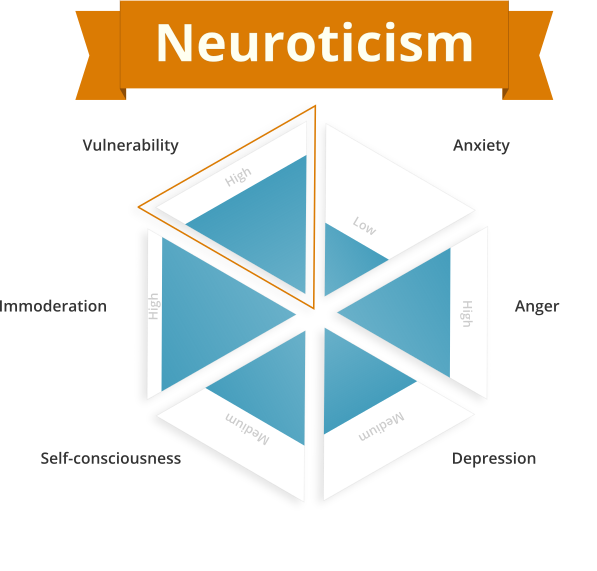 Neuroticism
Vulnerability
Anxiety
High
Low
Immoderation
High
High
Anger
Medium
Medium
Self-consciousness
Depression